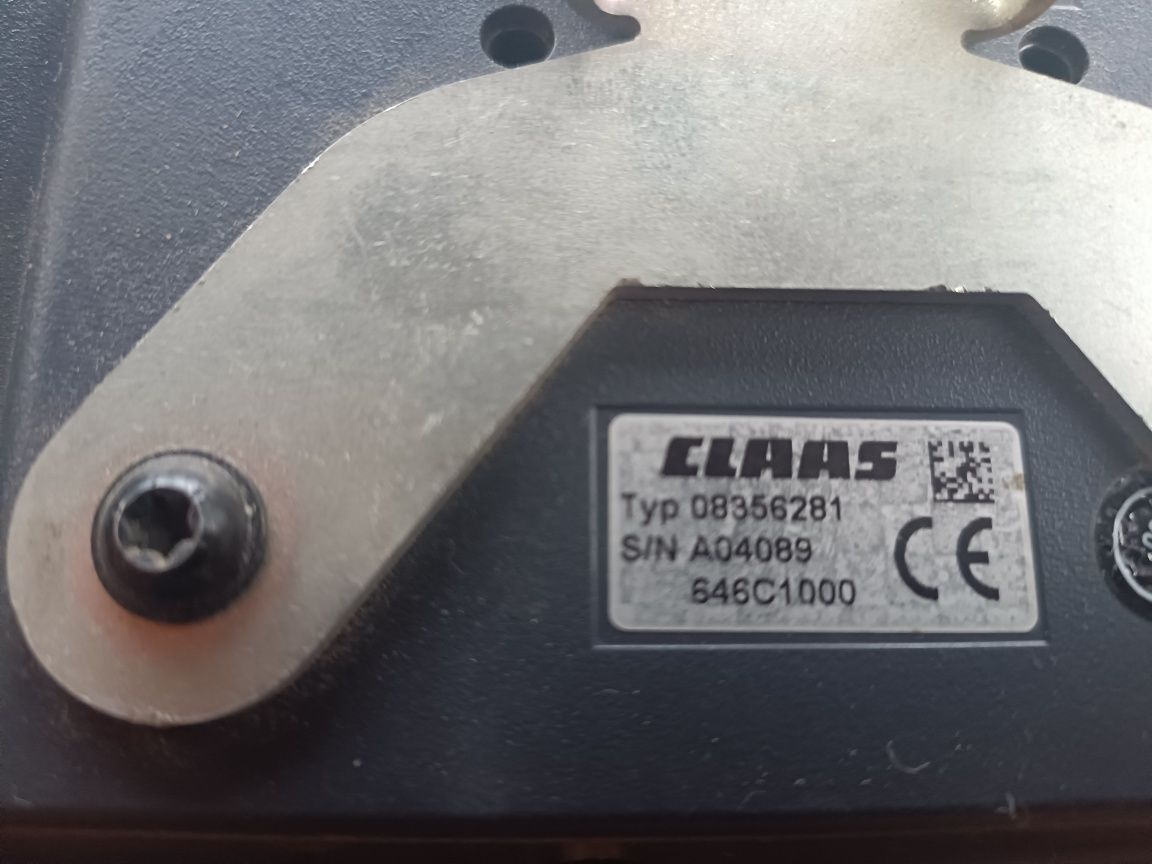 CLAAS
Typ 08356281
S/N A04089
646C1000
CE